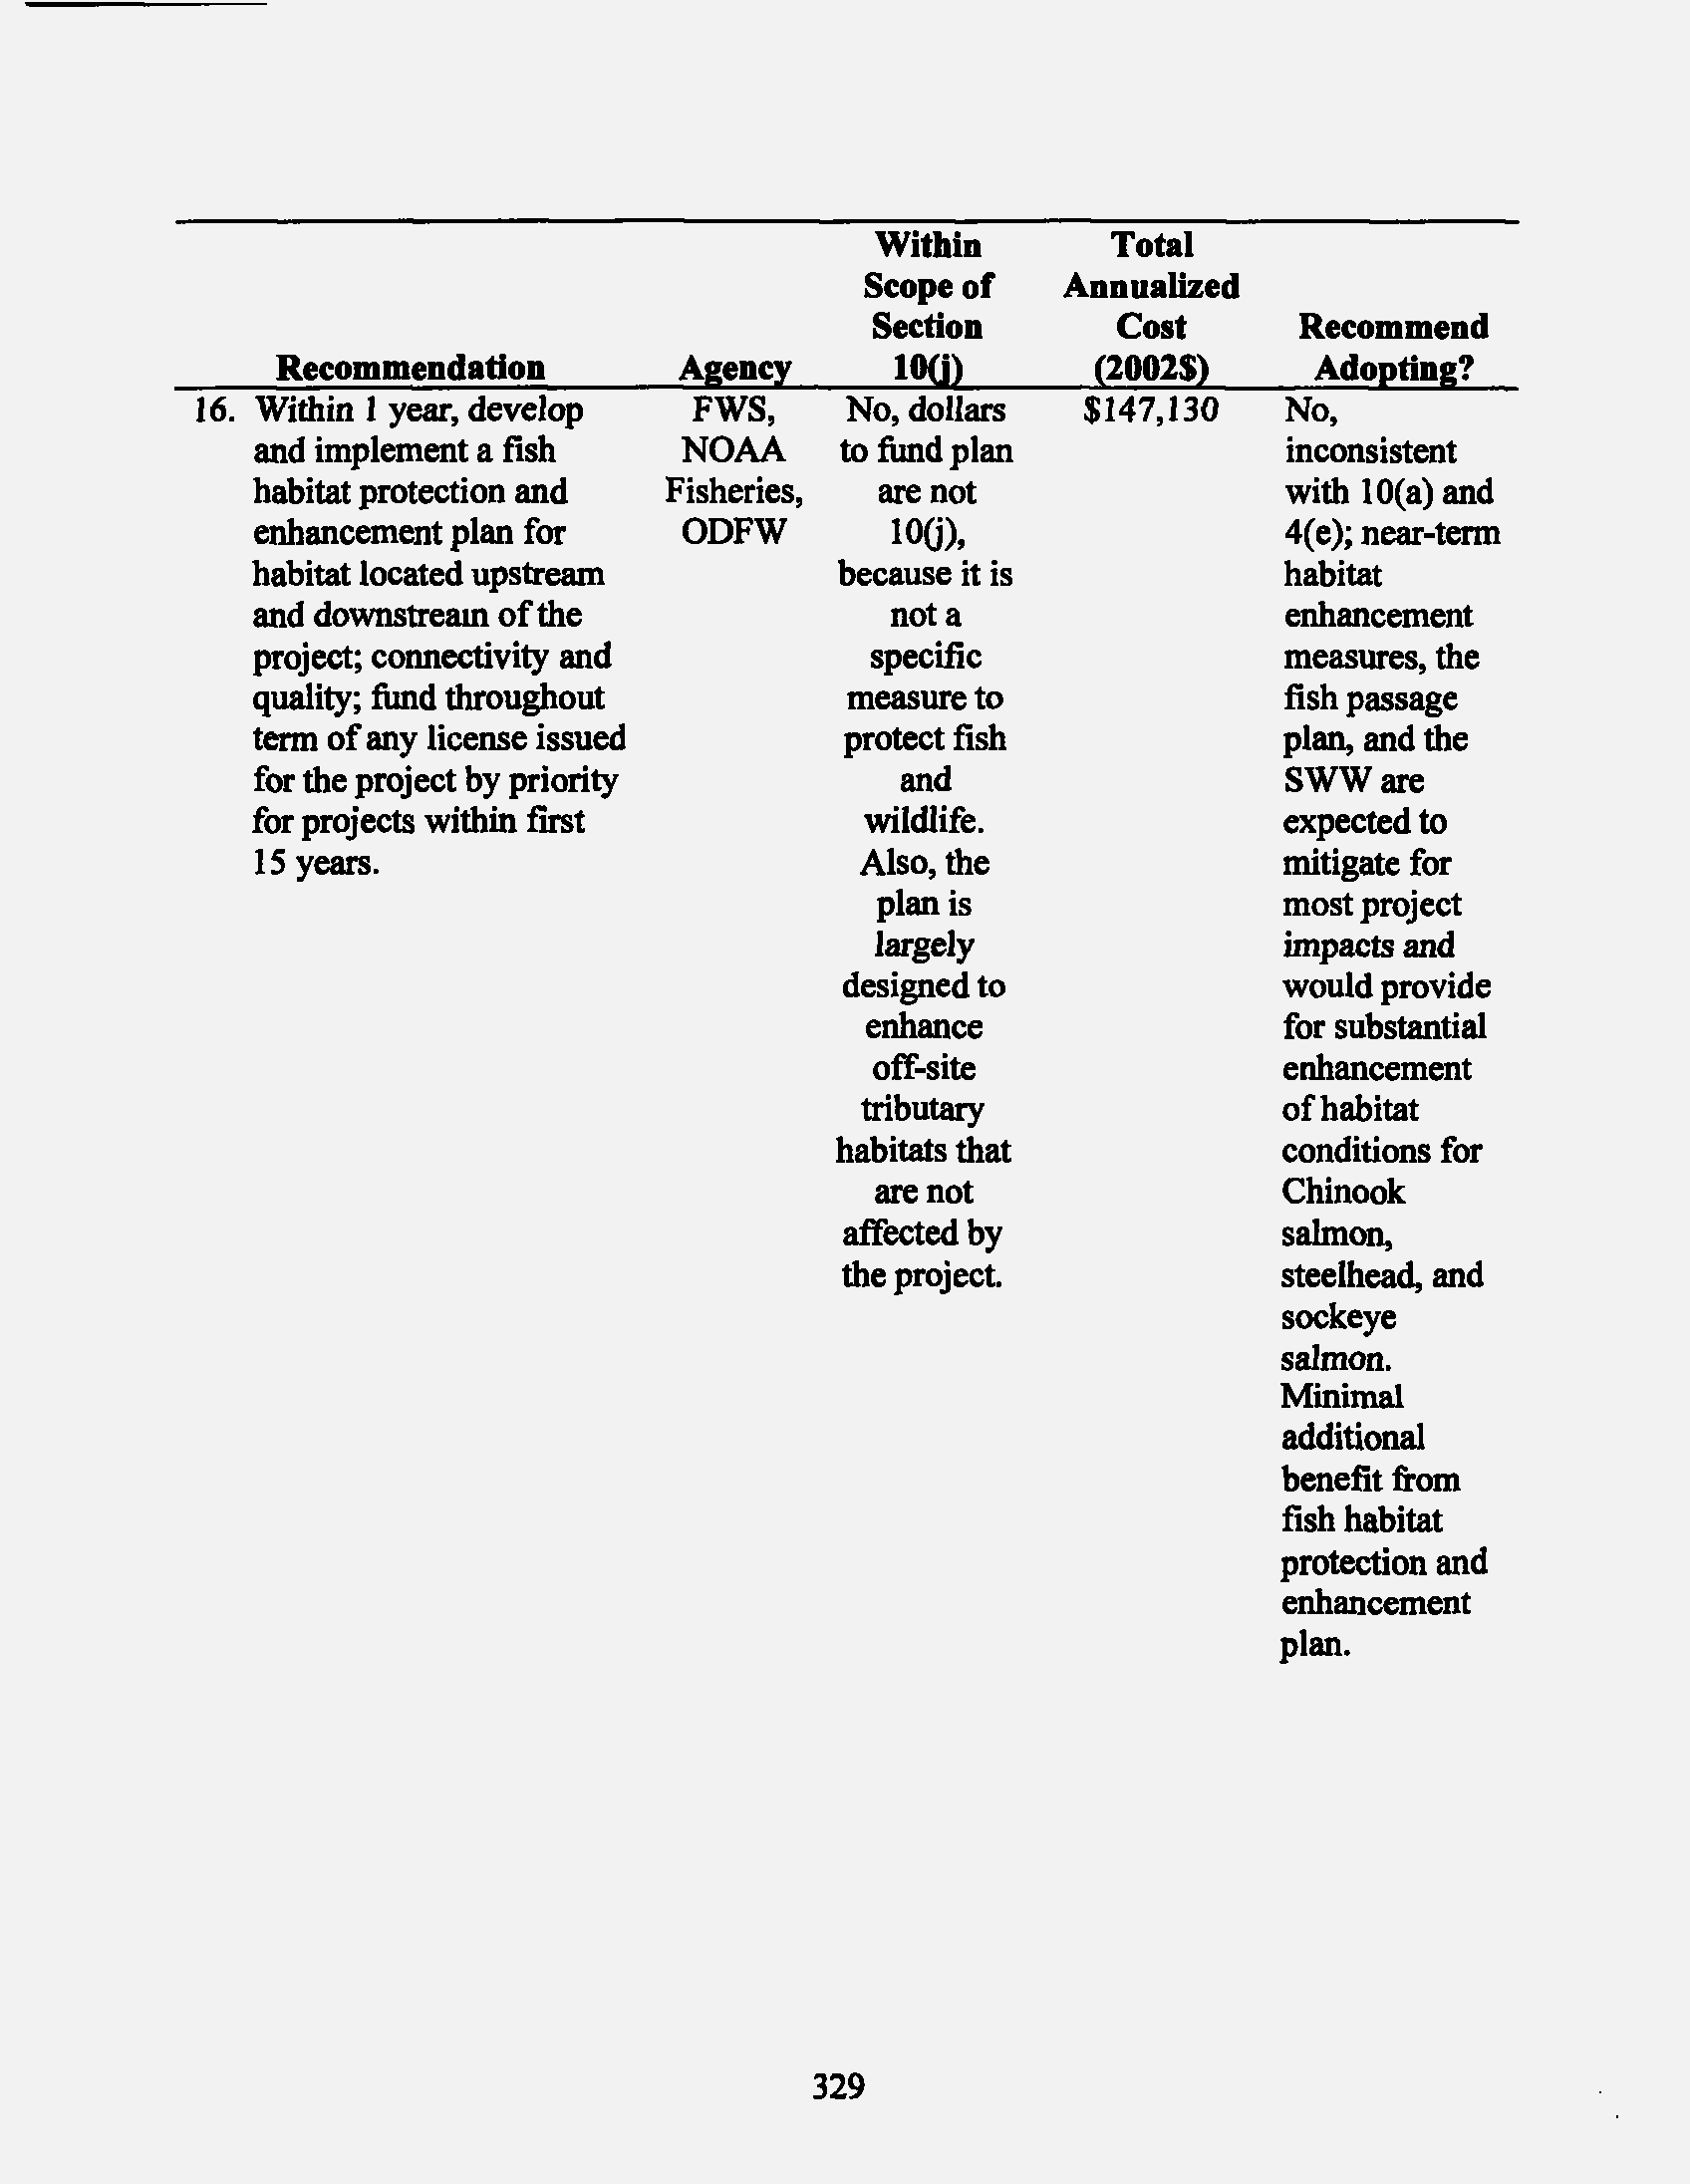 Within
Scope of
Section
10(j)
Total
Annualized
Cost
(2002$)
Recommend
Adopting?
Recommendation
Agency
16. Within 1 year, develop
and implement a fish
habitat protection and
enhancement plan for
habitat located upstream
and downstream of the
project; connectivity and
quality; fund throughout
term of any license issued
for the project by priority
for projects within first
15 years.
FWS,
NOAA
Fisheries,
ODFW
No, dollars
to fund plan
are not
10(j),
because it is
not a
specific
measure to
protect fish
and
wildlife.
Also, the
plan is
largely
designed to
enhance
off-site
tributary
habitats that
are not
affected by
the project.
$147,130
No,
inconsistent
with 10(a) and
4(e); near-term
habitat
enhancement
measures, the
fish passage
plan, and the
SWW are
expected to
mitigate for
most project
impacts and
would provide
for substantial
enhancement
of habitat
conditions for
Chinook
salmon,
steelhead, and
sockeye
salmon.
Minimal
additional
benefit from
fish habitat
protection and
enhancement
plan.
329